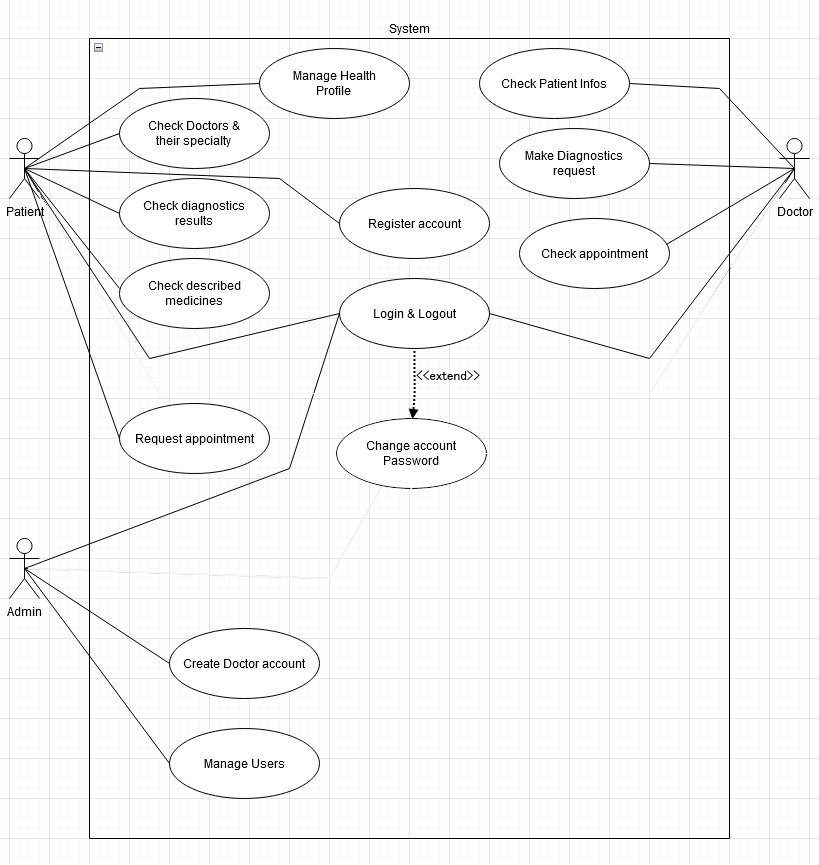 System
Manage Health
Profile
Check Patient Infos
Check Doctors &
their specialty
Make Diagnostics
request
Patient
Doctor
Check diagnostics
results
Register account
Check appointment
Check described
medicines
Login & Logout
<<extend>>
Request appointment
Change account
Password
Admin
Create Doctor account
Manage Users